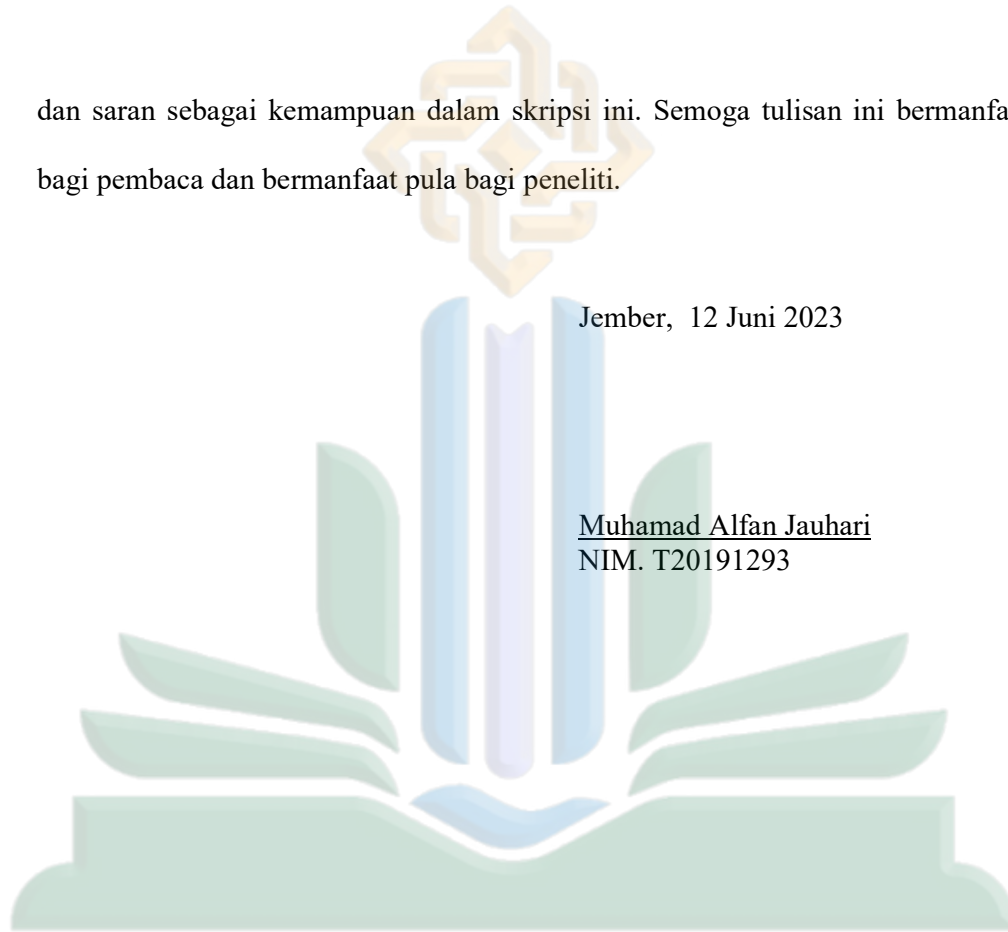 dan saran sebagai kemampuan dalam skripsi ini. Semoga tulisan ini bermanfa
bagi pembaca dan bermanfaat pula bagi peneliti.
Jember, 12 Juni 2023
Muhamad Alfan Jauhari
NIM. T20191293